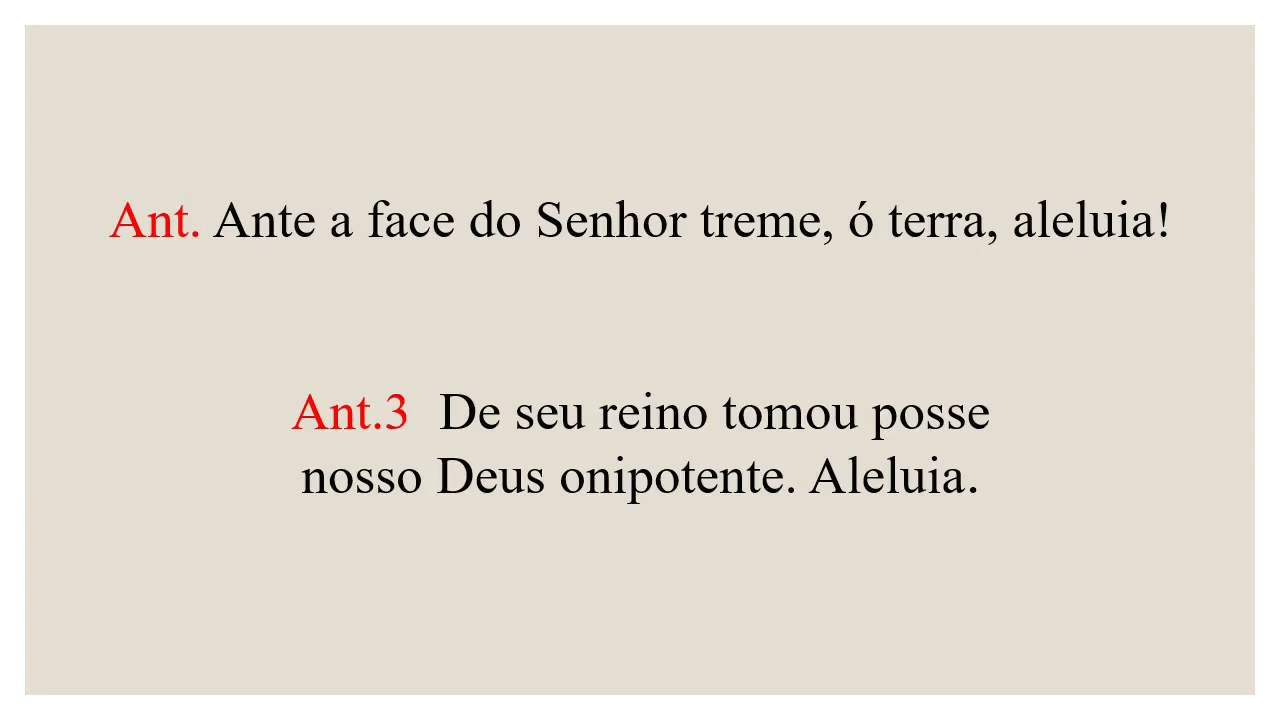 Ant. Ante a face do Senhor treme, ó terra, aleluia!
Ant.3 De seu reino tomou posse
nosso Deus onipotente. Aleluia.